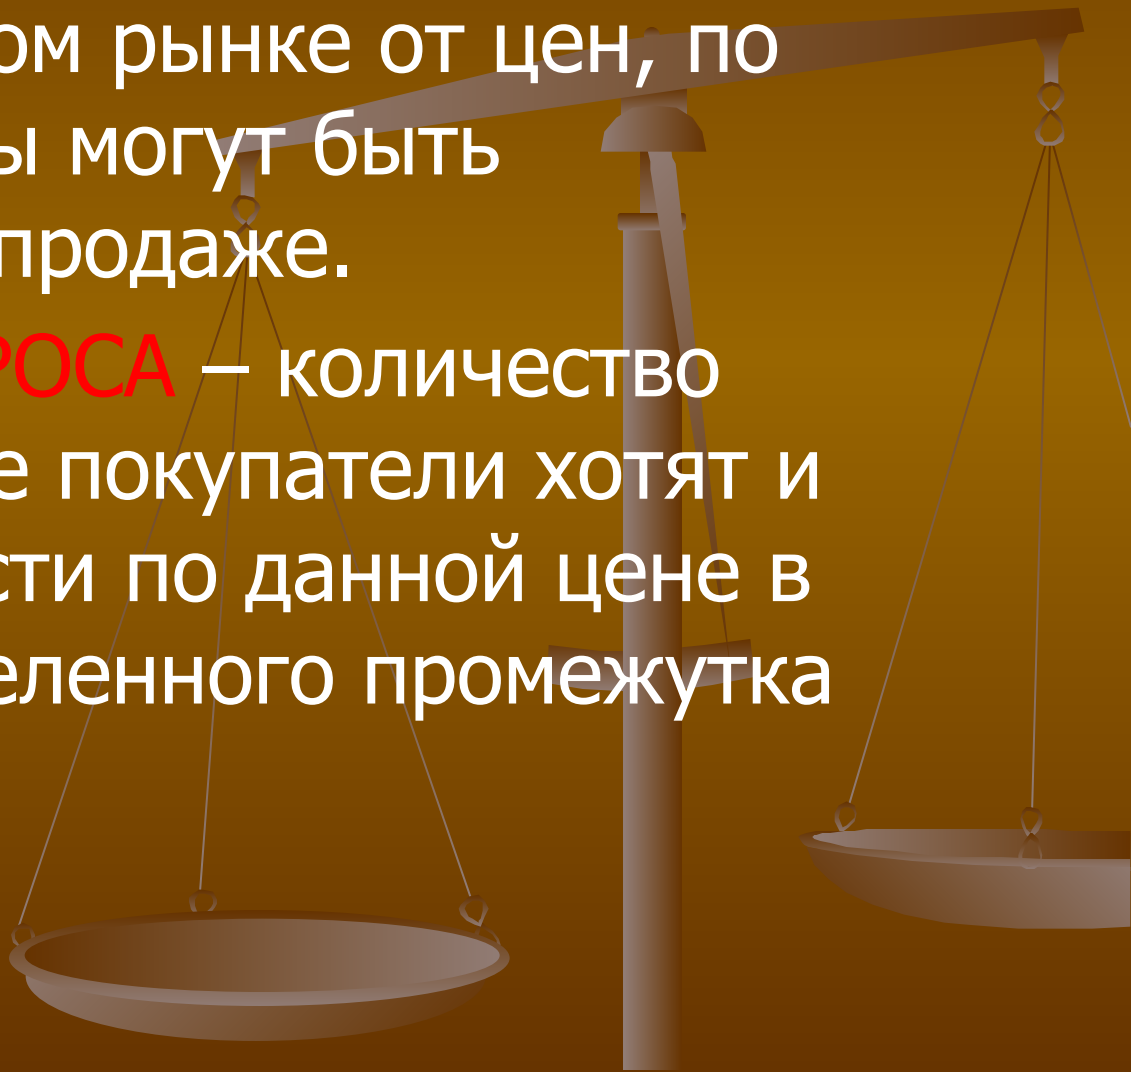 ом рынке от цен, по
ы могут быть
продаже.
РОСА – количество
е покупатели хотят и
сти по данной цене в
еленного промежутка